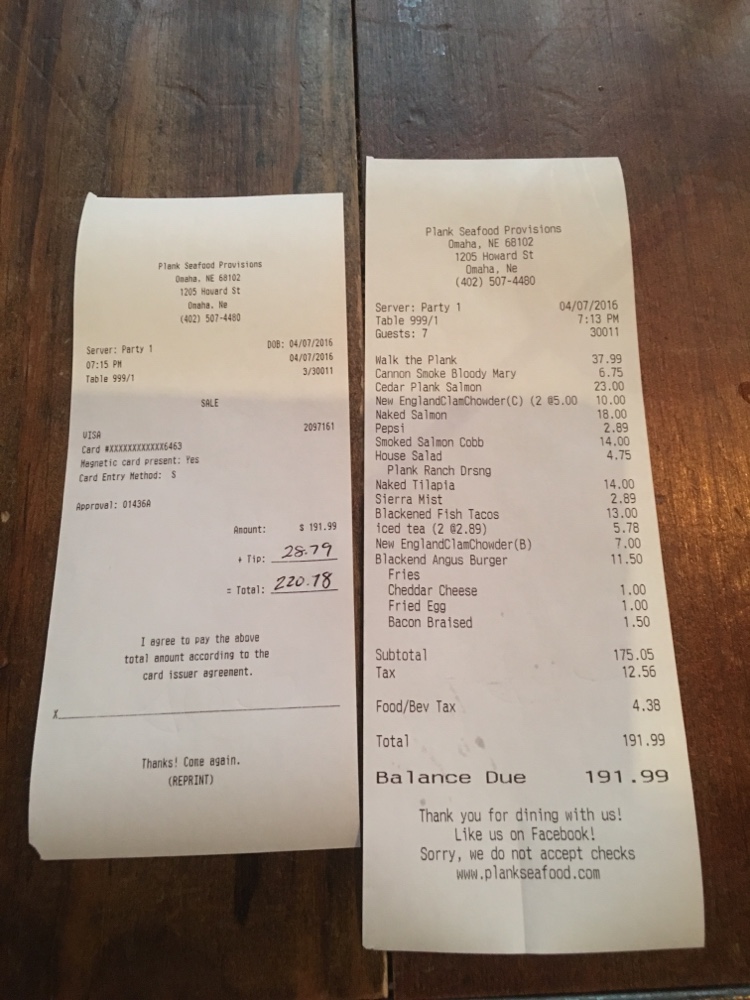 Plank Seafood Provisions
Omaha, NE 68102
1205 Howard St
Omaha, Ne
(402) 507-4480
Server: Party 1 DOB: 04/07/2016
07:15 PM 04/07/2016
Table 999/1 3/30011
SALE
VISA 2097161
Card #XXXXXXXXXXXX6463
Magnetic card present: Yes
Card Entry Method: S
Approval: 01436A
Amount: $ 191.99
+ Tip: 28.79
= Total: 220.78
I agree to pay the above
total amount according to the
card issuer agreement.
X
Thanks! Come again.
(REPRINT)
Plank Seafood Provisions
Omaha, NE 68102
1205 Howard St
Omaha, Ne
(402) 507-4480
Server: Party 1 04/07/2016
Table 999/1 7:13 PM
Guests: 7 30011
Walk the Plank 37.99
Cannon Smoke Bloody Mary 6.75
Cedar Plank Salmon 23.00
New EnglandClamChowder(C) (2 @5.00 10.00
Naked Salmon 18.00
Pepsi 2.89
Smoked Salmon Cobb 14.00
House Salad 4.75
Plank Ranch Drsng
Naked Tilapia 14.00
Sierra Mist 2.89
Blackened Fish Tacos 13.00
iced tea (2 @2.89) 5.78
New EnglandClamChowder(B) 7.00
Blackend Angus Burger 11.50
Fries
Cheddar Cheese 1.00
Fried Egg 1.00
Bacon Braised 1.50
Subtotal 175.05
Tax 12.56
Food/Bev Tax 4.38
Total 191.99
Balance Due 191.99
Thank you for dining with us!
Like us on Facebook!
Sorry, we do not accept checks
www.plankseafood.com